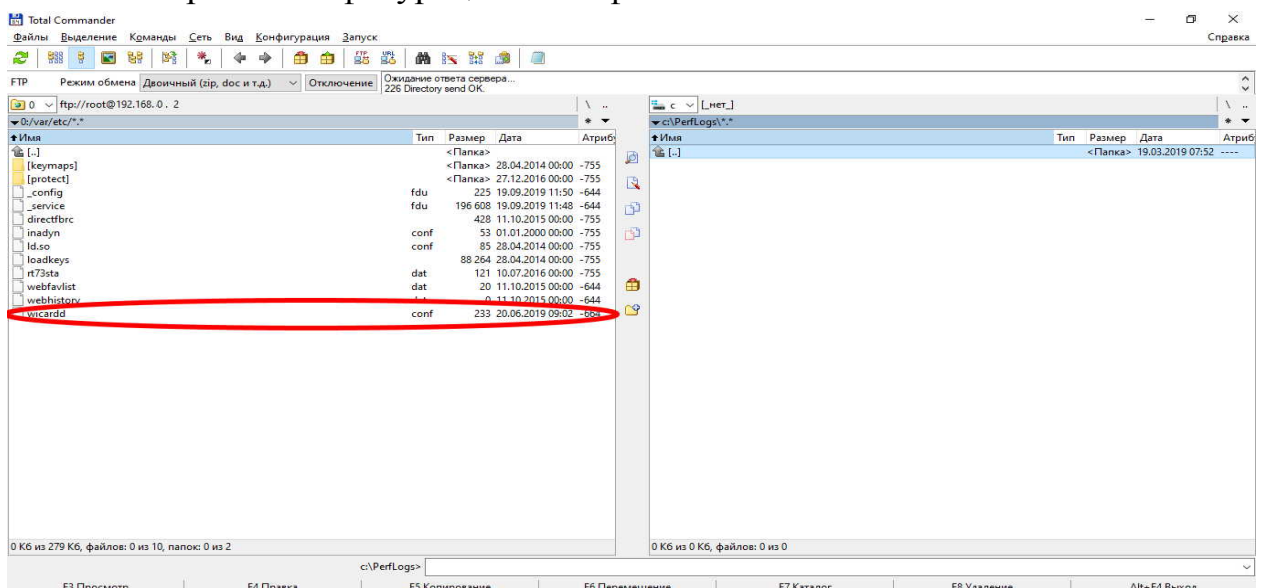 Total Commander
Файлы Выделение Команды Сеть Вид Конфигурация Запуск Справка
FTP Режим обмена Двоичный (zip, doc и т.д.) Отключение Ожидание ответа сервера...
226 Directory send OK.
0 ftp://root@192.168. 0 . 2 \ .. c [_нет_] \ ..
0:/var/etc/*.* * c:\PerfLogs\*.* *
Имя Тип Размер Дата Атрибу Имя Тип Размер Дата Атриб
[..] <Папка> [..] <Папка> 19.03.2019 07:52 ----
[keymaps] <Папка> 28.04.2014 00:00 -755
[protect] <Папка> 27.12.2016 00:00 -755
_config fdu 225 19.09.2019 11:50 -644
_service fdu 196 608 19.09.2019 11:48 -644
directfbrc 428 11.10.2015 00:00 -755
inadyn conf 53 01.01.2000 00:00 -755
ld.so conf 85 28.04.2014 00:00 -755
loadkeys 88 264 28.04.2014 00:00 -755
rt73sta dat 121 10.07.2016 00:00 -755
webfavlist dat 20 11.10.2015 00:00 -644
webhistory 0 11.10.2015 00:00 -644
wicardd conf 233 20.06.2019 09:02 -664
0 Кб из 279 Кб, файлов: 0 из 10, папок: 0 из 2 0 Кб из 0 Кб, файлов: 0 из 0
c:\PerfLogs>
F3 Просмотр F4 Правка F5 Копирование F6 Перемещение F7 Каталог F8 Удаление Alt+F4 Выход